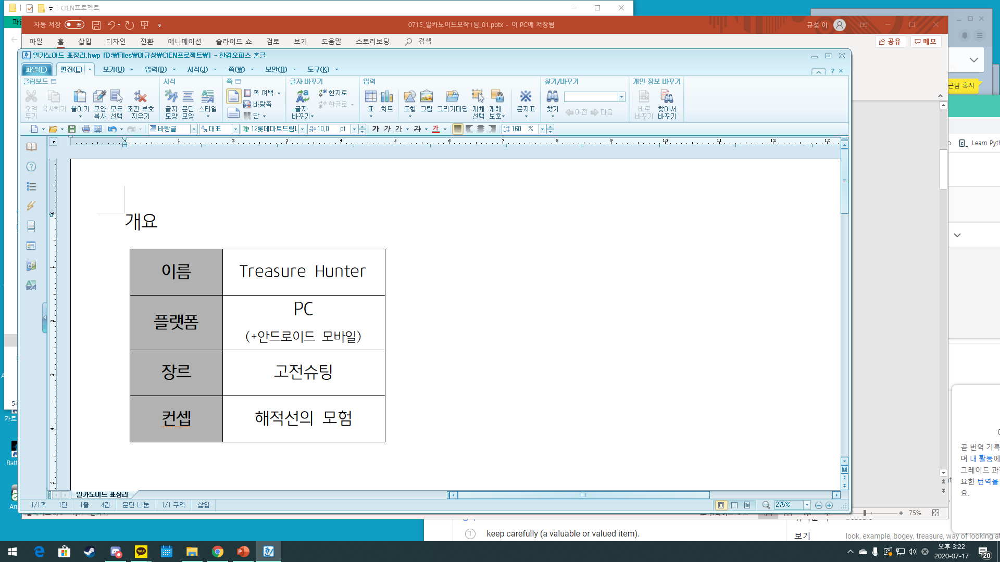 CIEN프로젝트
자동 저장
0715_알카노이드모작1팀_01.pptx - 이 PC에 저장됨
규성 이
파일 홈 삽입 디자인 전환 애니메이션 슬라이드 쇼 검토 보기 도움말 스토리보딩 검색
공유 메모
알카노이드 표정리.hwp [D:\Files\이규성\CIEN프로젝트\] - 한컴오피스 혼글
파일(F) 편집(E) 보기(U) 입력(D) 서식(J) 쪽(W) 보안(R) 도구(K)
클립보드 서식 쪽 글자 바꾸기 입력 찾기/바꾸기 개인 정보 바꾸기
오려 두기
복사하기
붙이기
모양 복사
모두 선택
조판 부호 지우기
글자 모양
문단 모양
스타일
쪽 여백
바탕쪽
단
글자 바꾸기
한자로
한글로
표
차트
도형
그림
그리기마당
개체 선택
개체 보호
문자표
찾기
이전 다음
바로 바꾸기
찾아서 바꾸기
근님 혹시
바탕글 대표 12롯데마트드림L 10,0 pt 가 가 가 가 가 160 %
1 2 3 4 5 6 7 8 9 10 11 12 13
Learn Pyth
개요
이름 Treasure Hunter
플랫폼 PC
(+안드로이드 모바일)
장르 고전슈팅
컨셉 해적선의 모험
카트
Batt
곧 번역 기록
며 내 활동에
그레이드 과
요한 번역을
요.
알카노이드 표정리
1/1쪽 1단 1줄 4칸 문단 나눔 1/1 구역 삽입
275%
75%
1 keep carefully (a valuable or valued item).
보기 look, example, bogey, treasure, way of looking at
오후 3:22
2020-07-17
20